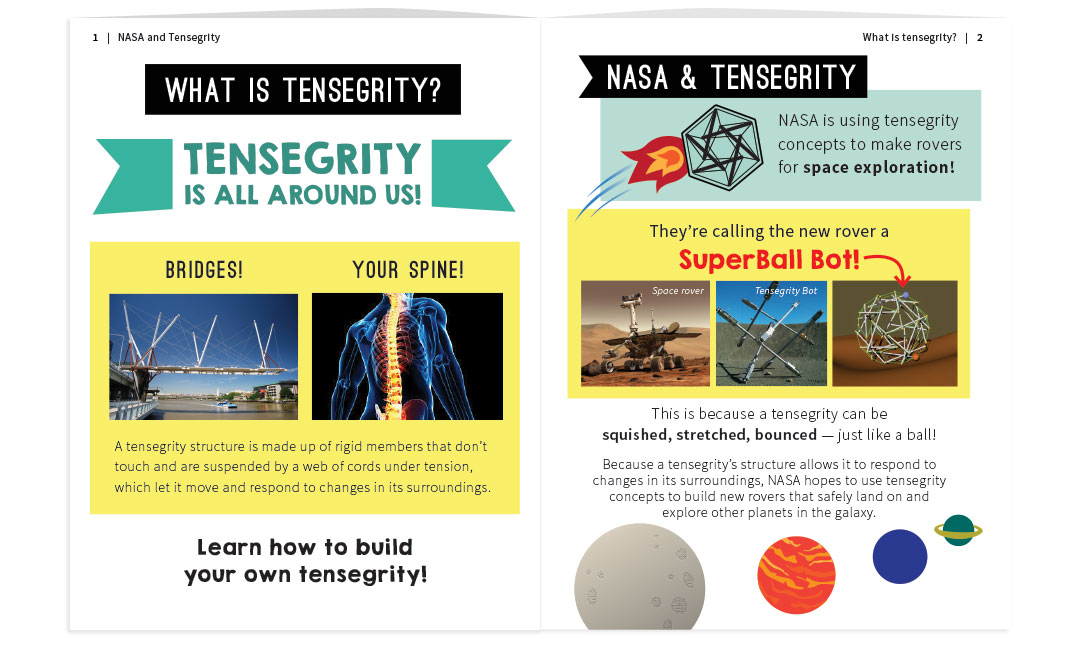 1 | NASA and Tensegrity
WHAT IS TENSEGRITY?
TENSEGRITY
IS ALL AROUND US!
BRIDGES!
YOUR SPINE!
A tensegrity structure is made up of rigid members that don't
touch and are suspended by a web of cords under tension,
which let it move and respond to changes in its surroundings.
Learn how to build
your own tensegrity!
What is tensegrity? | 2
NASA & TENSEGRITY
NASA is using tensegrity
concepts to make rovers
for space exploration!
They're calling the new rover a
SuperBall Bot!
Space rover
Tensegrity Bot
This is because a tensegrity can be
squished, stretched, bounced — just like a ball!
Because a tensegrity's structure allows it to respond to
changes in its surroundings, NASA hopes to use tensegrity
concepts to build new rovers that safely land on and
explore other planets in the galaxy.